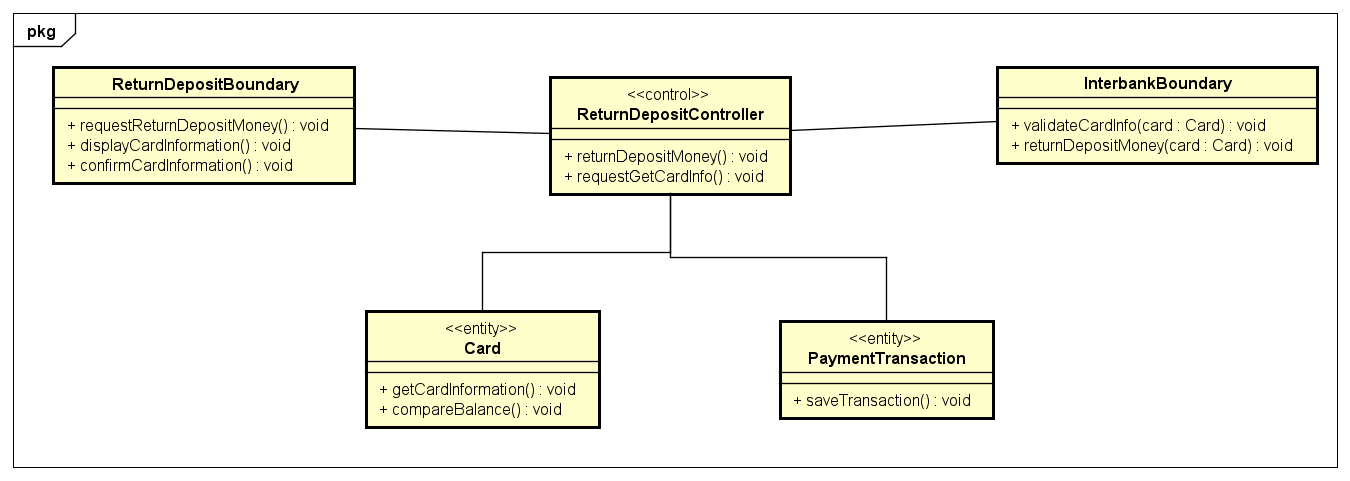 pkg
ReturnDepositBoundary
+ requestReturnDepositMoney() : void
+ displayCardInformation() : void
+ confirmCardInformation() : void
<<control>>
ReturnDepositController
+ returnDepositMoney() : void
+ requestGetCardInfo() : void
InterbankBoundary
+ validateCardInfo(card : Card) : void
+ returnDepositMoney(card : Card) : void
<<entity>>
Card
+ getCardInformation() : void
+ compareBalance() : void
<<entity>>
PaymentTransaction
+ saveTransaction() : void